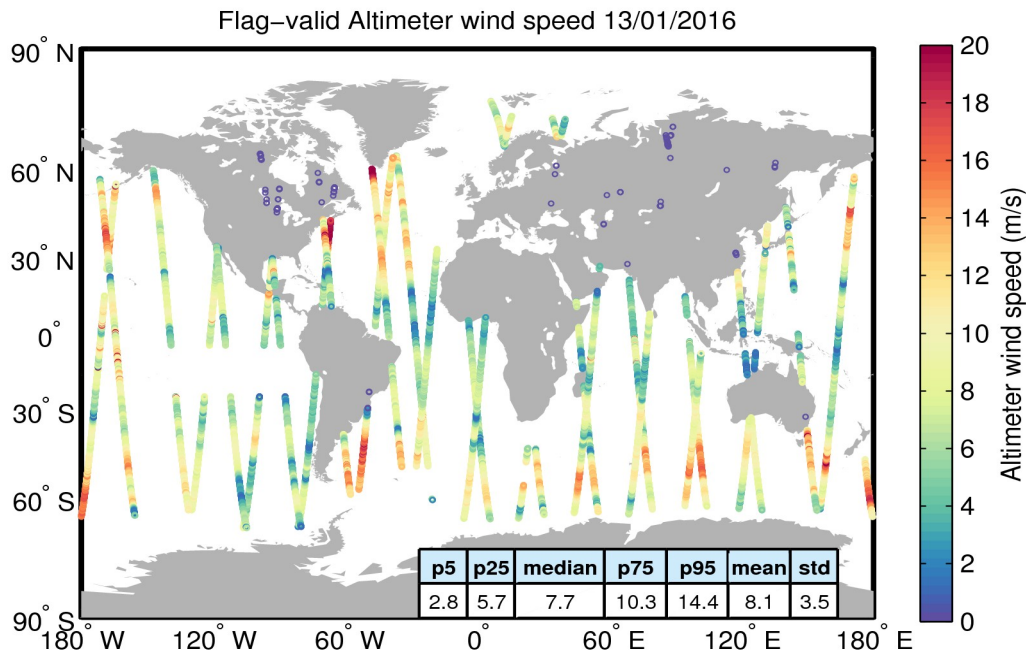 Flag−valid Altimeter wind speed 13/01/2016
90° N
60° N
30° N
0°
30° S
60° S
90° S
180° W
120° W
60° W
0°
60° E
120° E
180° E
p5 p25 median p75 p95 mean std
2.8 5.7 7.7 10.3 14.4 8.1 3.5
20
18
16
14
12
10
8
6
4
2
0
Altimeter wind speed (m/s)